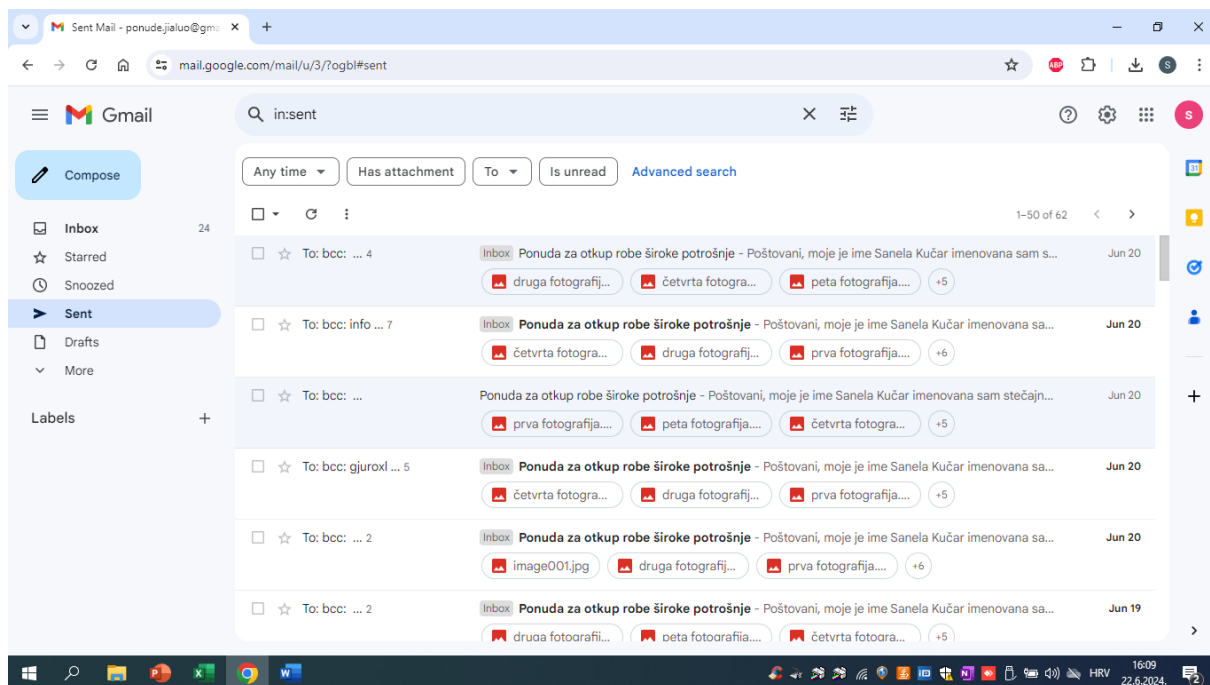 Sent Mail - ponude.jialuo@gma
mail.google.com/mail/u/3/?ogbl#sent
ABP
S
Gmail
in:sent
S
Compose
Any time
Has attachment
To
Is unread
Advanced search
31
1–50 of 62
Inbox 24
Starred
Snoozed
Sent
Drafts
More
Labels
To: bcc: ... 4 Inbox Ponuda za otkup robe široke potrošnje - Poštovani, moje je ime Sanela Kučar imenovana sam s... Jun 20
druga fotografij... četvrta fotogra... peta fotografija.... +5
To: bcc: info ... 7 Inbox Ponuda za otkup robe široke potrošnje - Poštovani, moje je ime Sanela Kučar imenovana sa... Jun 20
četvrta fotogra... druga fotografij... prva fotografija.... +6
To: bcc: ... Ponuda za otkup robe široke potrošnje - Poštovani, moje je ime Sanela Kučar imenovana sam stečajn... Jun 20
prva fotografija.... peta fotografija.... četvrta fotogra... +5
To: bcc: gjuroxl ... 5 Inbox Ponuda za otkup robe široke potrošnje - Poštovani, moje je ime Sanela Kučar imenovana sa... Jun 20
četvrta fotogra... druga fotografij... prva fotografija.... +5
To: bcc: ... 2 Inbox Ponuda za otkup robe široke potrošnje - Poštovani, moje je ime Sanela Kučar imenovana sa... Jun 20
image001.jpg druga fotografij... prva fotografija.... +6
To: bcc: ... 2 Inbox Ponuda za otkup robe široke potrošnje - Poštovani, moje je ime Sanela Kučar imenovana sa... Jun 19
druga fotografij... peta fotografija.... četvrta fotogra... +5
HRV
16:09
22.6.2024.
2